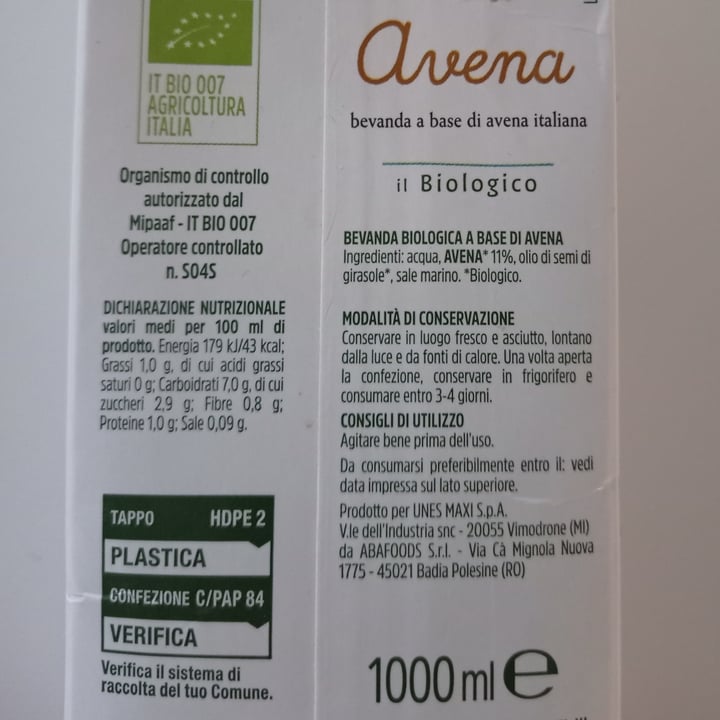 IT BIO 007
AGRICOLTURA
ITALIA
Organismo di controllo
autorizzato dal
Mipaaf - IT BIO 007
Operatore controllato
n. S04S
DICHIARAZIONE NUTRIZIONALE
valori medi per 100 ml di
prodotto. Energia 179 kJ/43 kcal;
Grassi 1,0 g, di cui acidi grassi
saturi 0 g; Carboidrati 7,0 g, di cui
zuccheri 2,9 g; Fibre 0,8 g;
Proteine 1,0 g; Sale 0,09 g.
TAPPO HDPE 2
PLASTICA
CONFEZIONE C/PAP 84
VERIFICA
Verifica il sistema di
raccolta del tuo Comune.
avena
bevanda a base di avena italiana
il Biologico
BEVANDA BIOLOGICA A BASE DI AVENA
Ingredienti: acqua, AVENA* 11%, olio di semi di
girasole*, sale marino. *Biologico.
MODALITÀ DI CONSERVAZIONE
Conservare in luogo fresco e asciutto, lontano
dalla luce e da fonti di calore. Una volta aperta
la confezione, conservare in frigorifero e
consumare entro 3-4 giorni.
CONSIGLI DI UTILIZZO
Agitare bene prima dell'uso.
Da consumarsi preferibilmente entro il: vedi
data impressa sul lato superiore.
Prodotto per UNES MAXI S.p.A.
V.le dell'Industria snc - 20055 Vimodrone (MI)
da ABAFOODS S.r.l. - Via Cà Mignola Nuova
1775 - 45021 Badia Polesine (RO)
1000 ml e